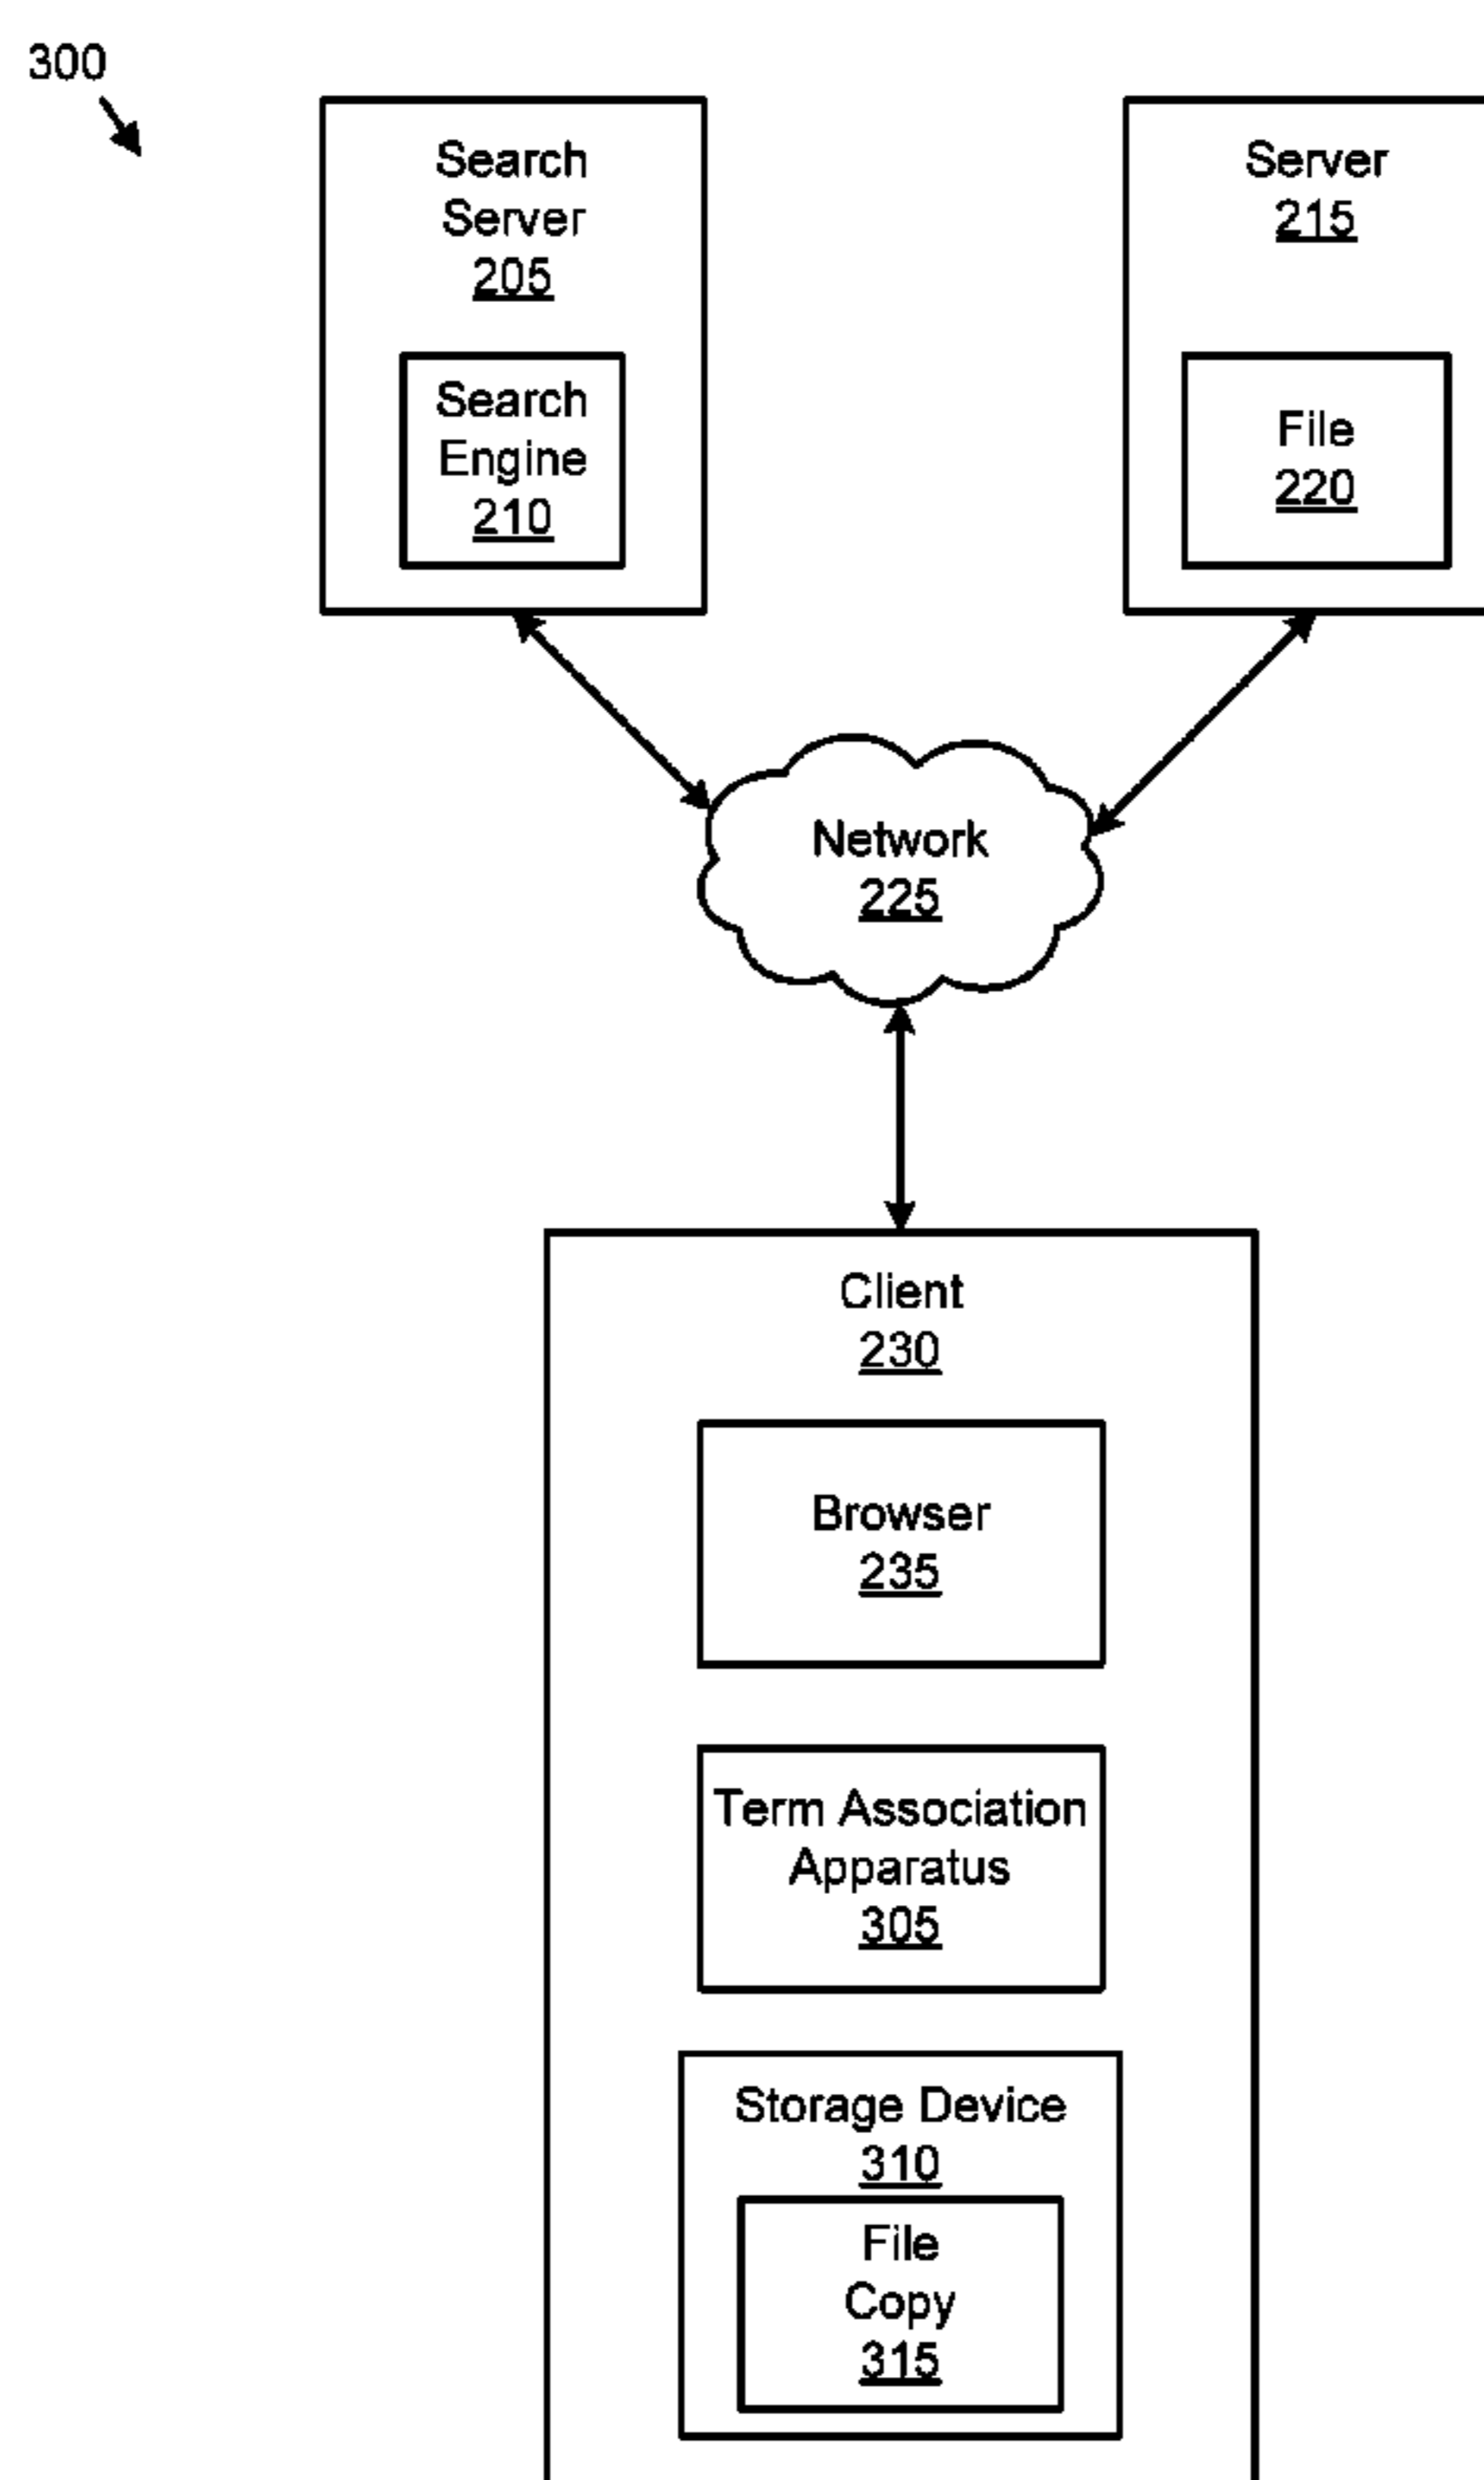 300
Search
Server
205
Search
Engine
210
Server
215
File
220
Network
225
Client
230
Browser
235
Term Association
Apparatus
305
Storage Device
310
File
Copy
315